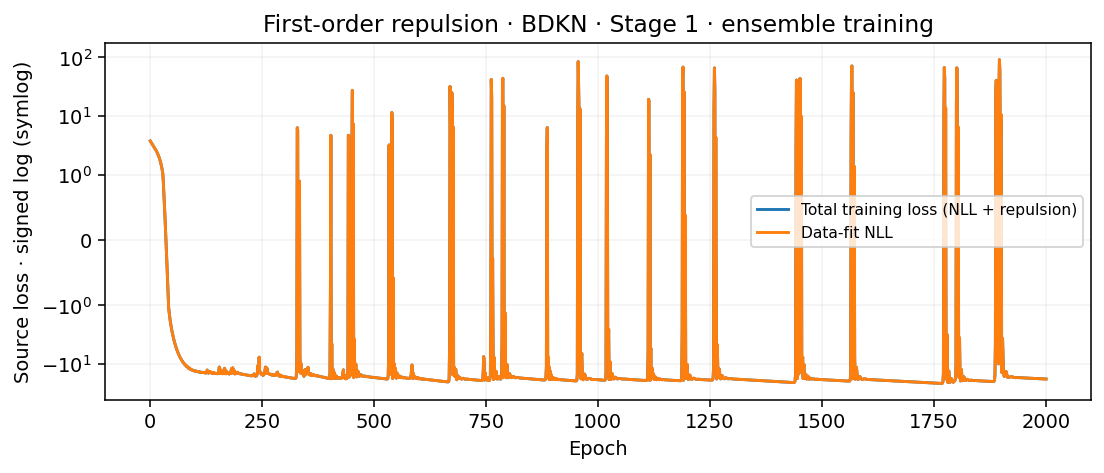 First-order repulsion · BDKN · Stage 1 · ensemble training
Source loss · signed log (symlog)
10²
10¹
10⁰
0
−10⁰
−10¹
Total training loss (NLL + repulsion)
Data-fit NLL
0 250 500 750 1000 1250 1500 1750 2000
Epoch